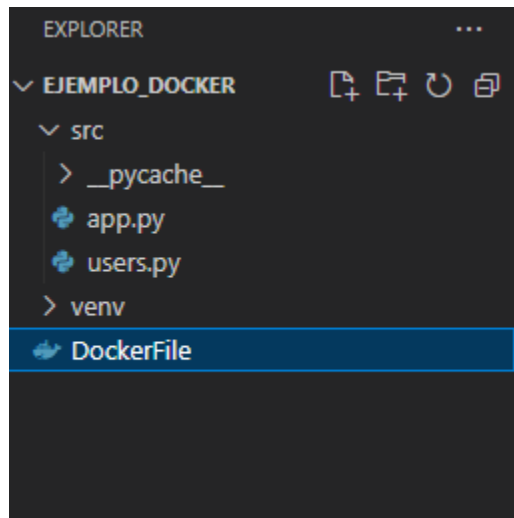 EXPLORER
EJEMPLO_DOCKER
src
__pycache__
app.py
users.py
venv
DockerFile